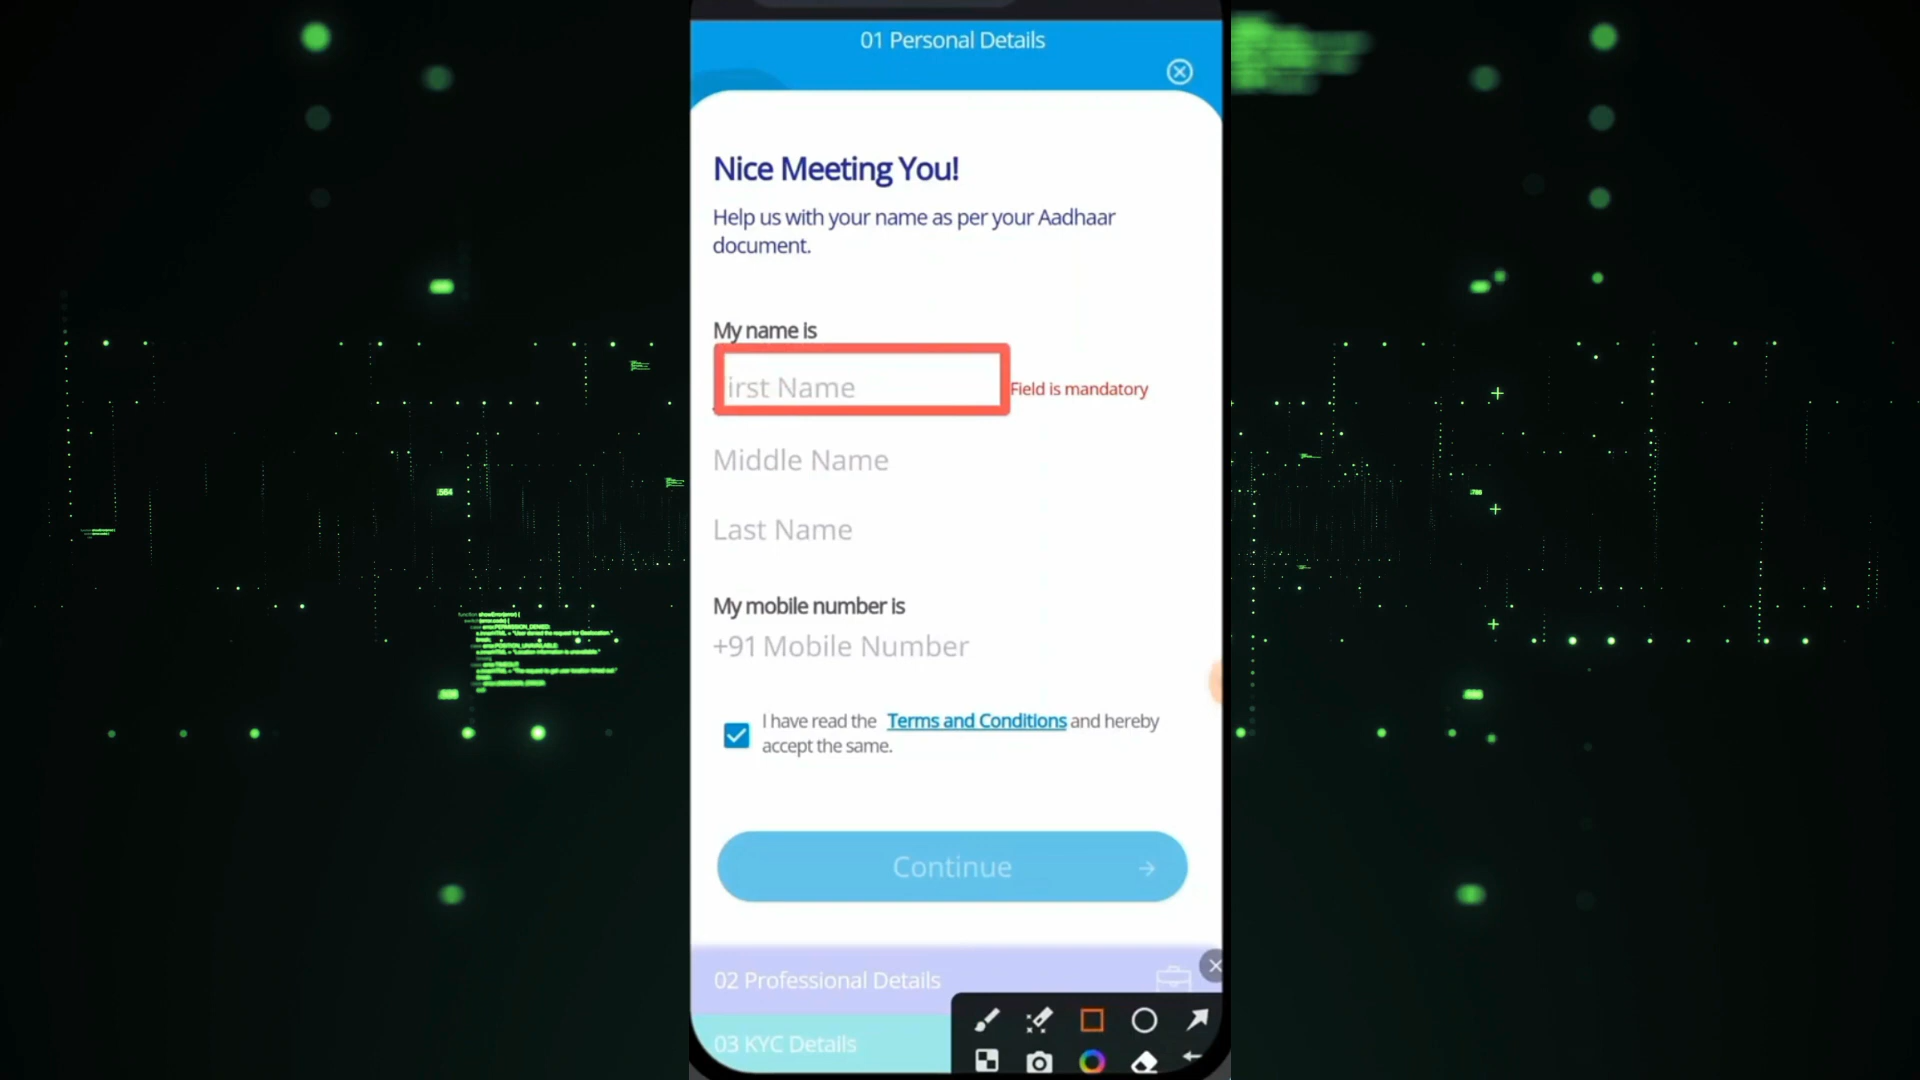 01 Personal Details
Nice Meeting You!
Help us with your name as per your Aadhaar
document.
My name is
irst Name
Field is mandatory
Middle Name
Last Name
My mobile number is
+91 Mobile Number
I have read the Terms and Conditions and hereby
accept the same.
Continue
02 Professional Details
03 KYC Details